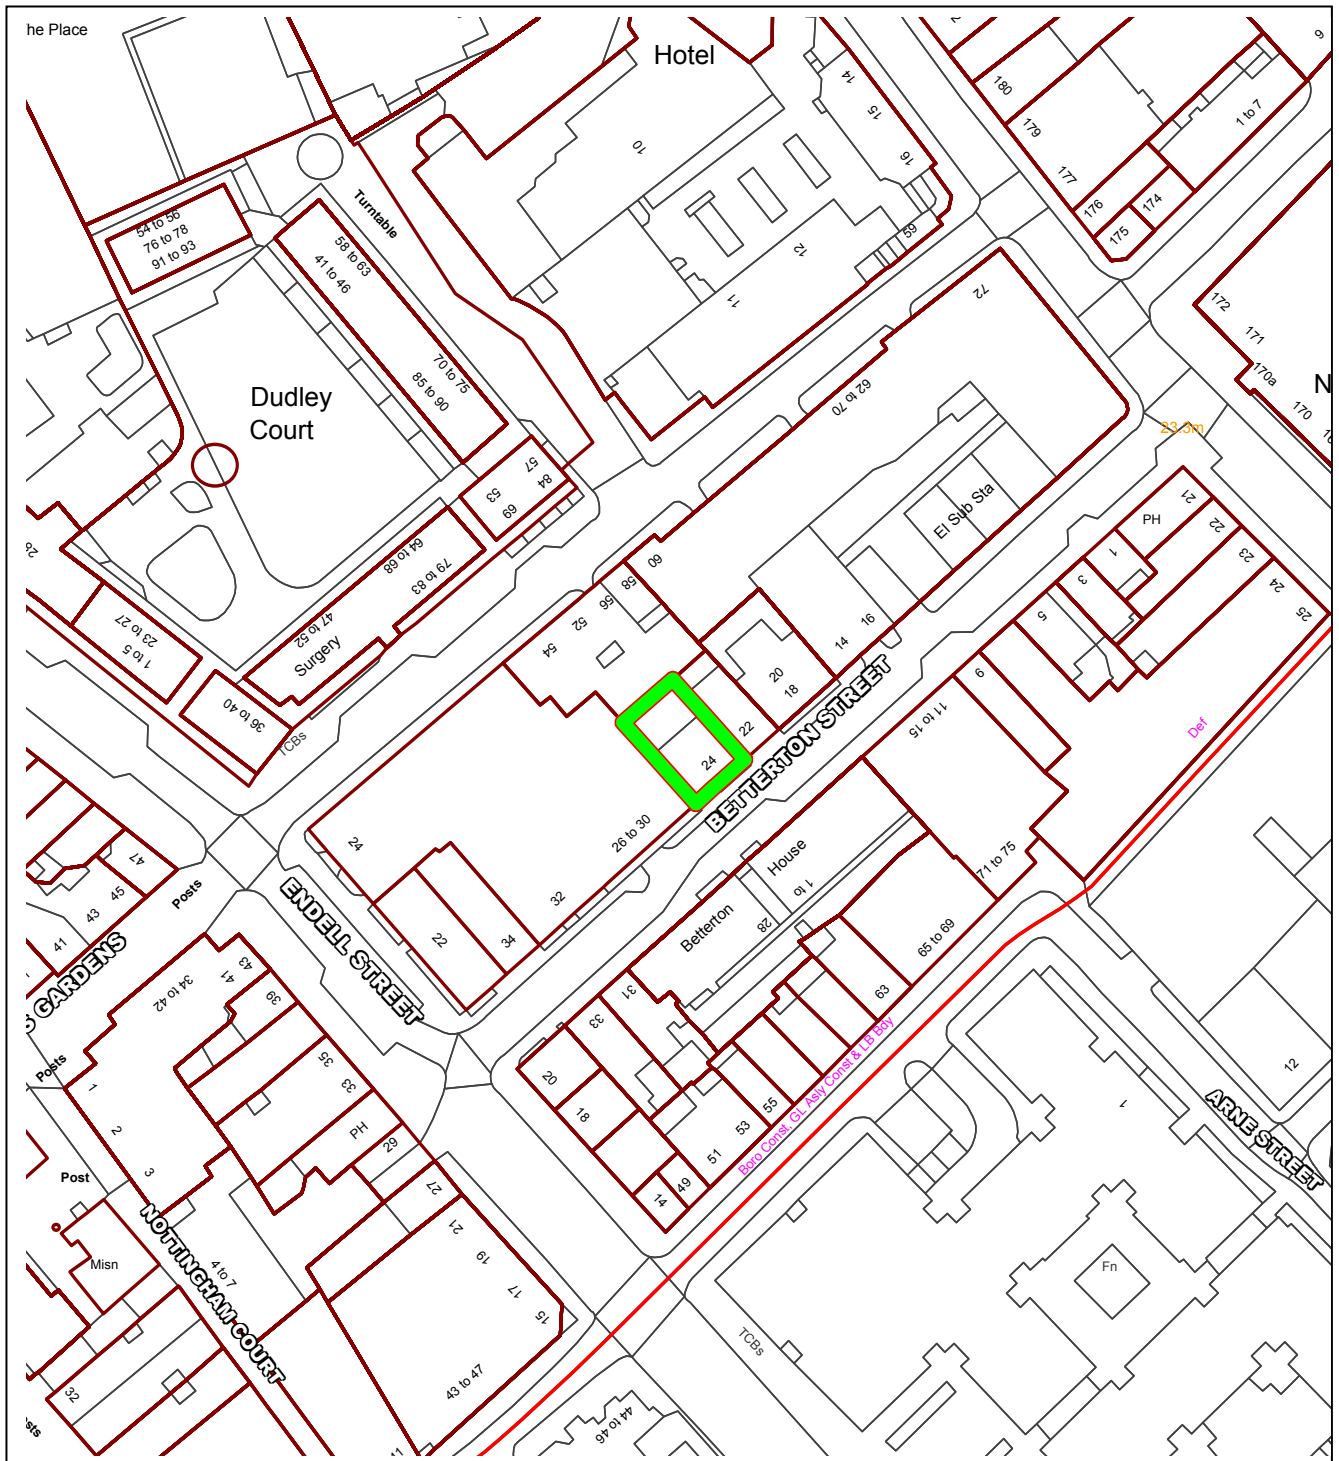 he Place
Hotel
10
14
15
16
12
11
59
180
179
177
176
175
174
1 to 7
6
172
171
170a
170
N
Turntable
54 to 56
76 to 78
91 to 93
58 to 63
41 to 46
70 to 75
85 to 90
Dudley
Court
72
62 to 70
23.3m
57
84
53
69
64 to 68
79 to 83
47 to 52
Surgery
1 to 5
23 to 27
36 to 40
TCBs
60
58
56
52
54
El Sub Sta
14
16
20
18
22
24
BETTERTON STREET
PH
21
22
23
24
25
1
3
5
9
11 to 15
Def
26 to 30
32
34
22
24
ENDELL STREET
Betterton
House
1 to
28
71 to 75
65 to 69
63
31
33
20
18
14
49
51
53
55
Boro Const, GL Asly Const & LB Bdy
47
45
43
41
Posts
S GARDENS
34 to 42
43
41
39
35
33
PH
29
27
21
19
17
15
43 to 47
41
Posts
1
2
3
Post
NOTTINGHAM COURT
Misn
4 to 7
32
sts
1
ARNE STREET
12
Fn
TCBs
44 to 46